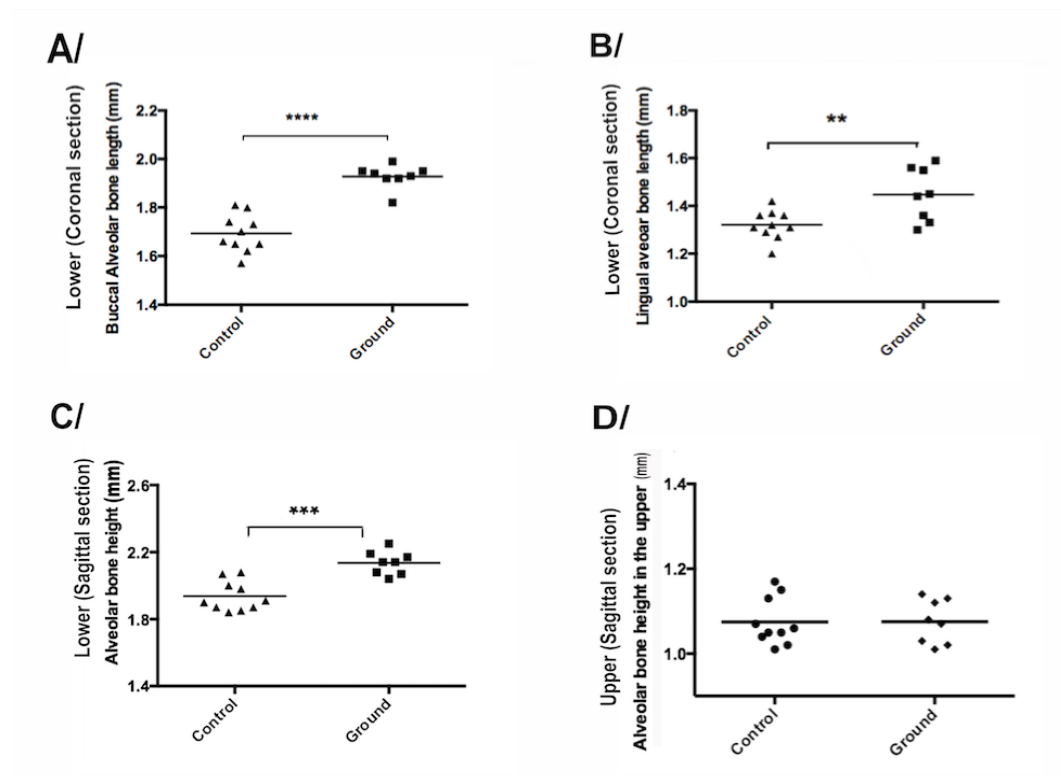 A/
Lower (Coronal section)
Buccal Alveolar bone length (mm)
2.2
2.0
1.8
1.6
1.4
****
Control
Ground
B/
Lower (Coronal section)
Lingual aveoar bone length (mm)
1.8
1.6
1.4
1.2
1.0
**
Control
Ground
C/
Lower (Sagittal section)
Alveolar bone height (mm)
2.6
2.2
1.8
1.4
***
Control
Ground
D/
Upper (Sagittal section)
Alveolar bone height in the upper (mm)
1.4
1.2
1.0
Control
Ground